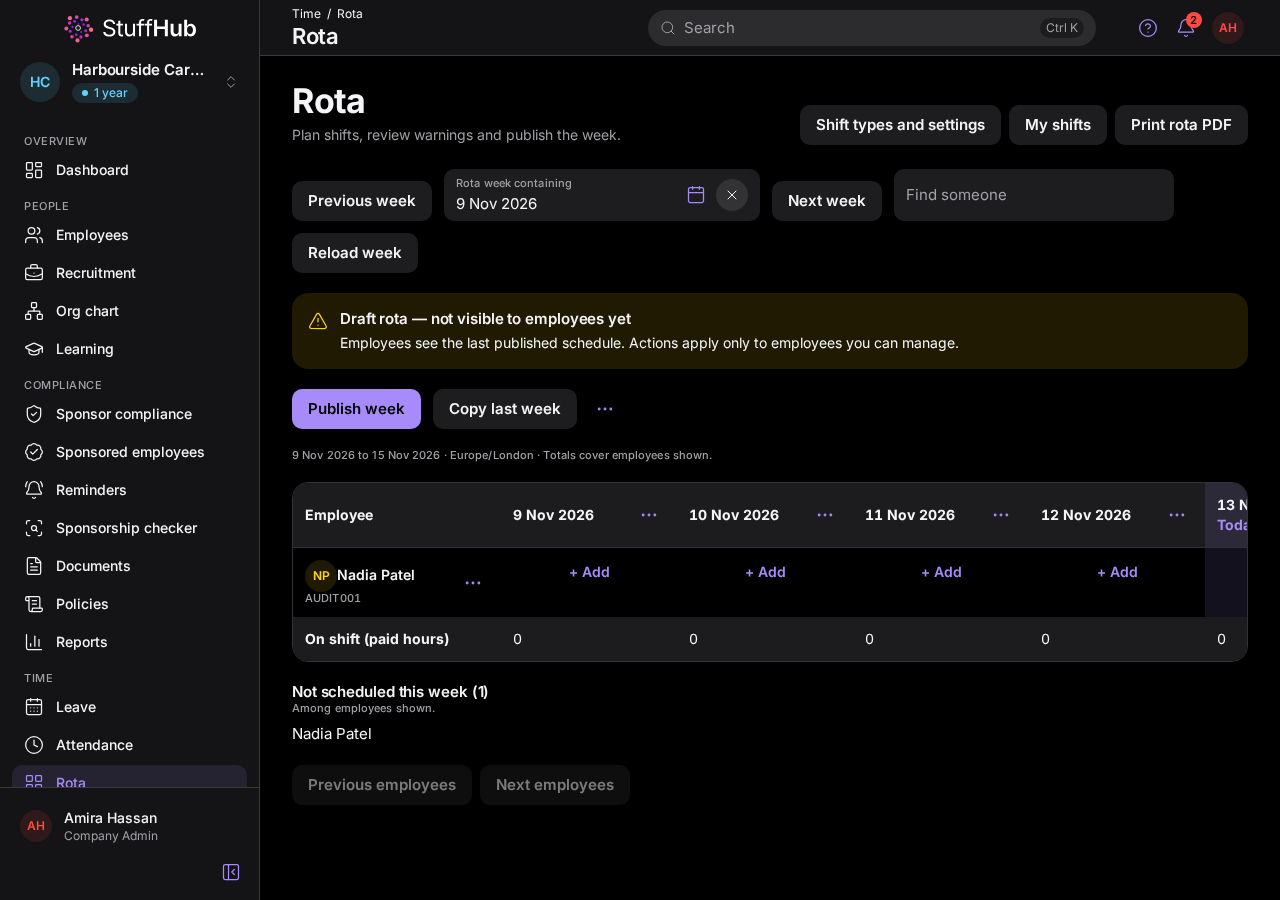 StuffHub
HC
Harbourside Car...
1 year
OVERVIEW
Dashboard
PEOPLE
Employees
Recruitment
Org chart
Learning
COMPLIANCE
Sponsor compliance
Sponsored employees
Reminders
Sponsorship checker
Documents
Policies
Reports
TIME
Leave
Attendance
Rota
AH
Amira Hassan
Company Admin
Time / Rota
Rota
Search
Ctrl K
2
AH
Rota
Plan shifts, review warnings and publish the week.
Shift types and settings
My shifts
Print rota PDF
Previous week
Rota week containing
9 Nov 2026
Next week
Find someone
Reload week
Draft rota — not visible to employees yet
Employees see the last published schedule. Actions apply only to employees you can manage.
Publish week
Copy last week
9 Nov 2026 to 15 Nov 2026 · Europe/London · Totals cover employees shown.
Employee 9 Nov 2026 10 Nov 2026 11 Nov 2026 12 Nov 2026 13 N
Toda
NP Nadia Patel + Add + Add + Add + Add
AUDIT001
On shift (paid hours) 0 0 0 0 0
Not scheduled this week (1)
Among employees shown.
Nadia Patel
Previous employees
Next employees